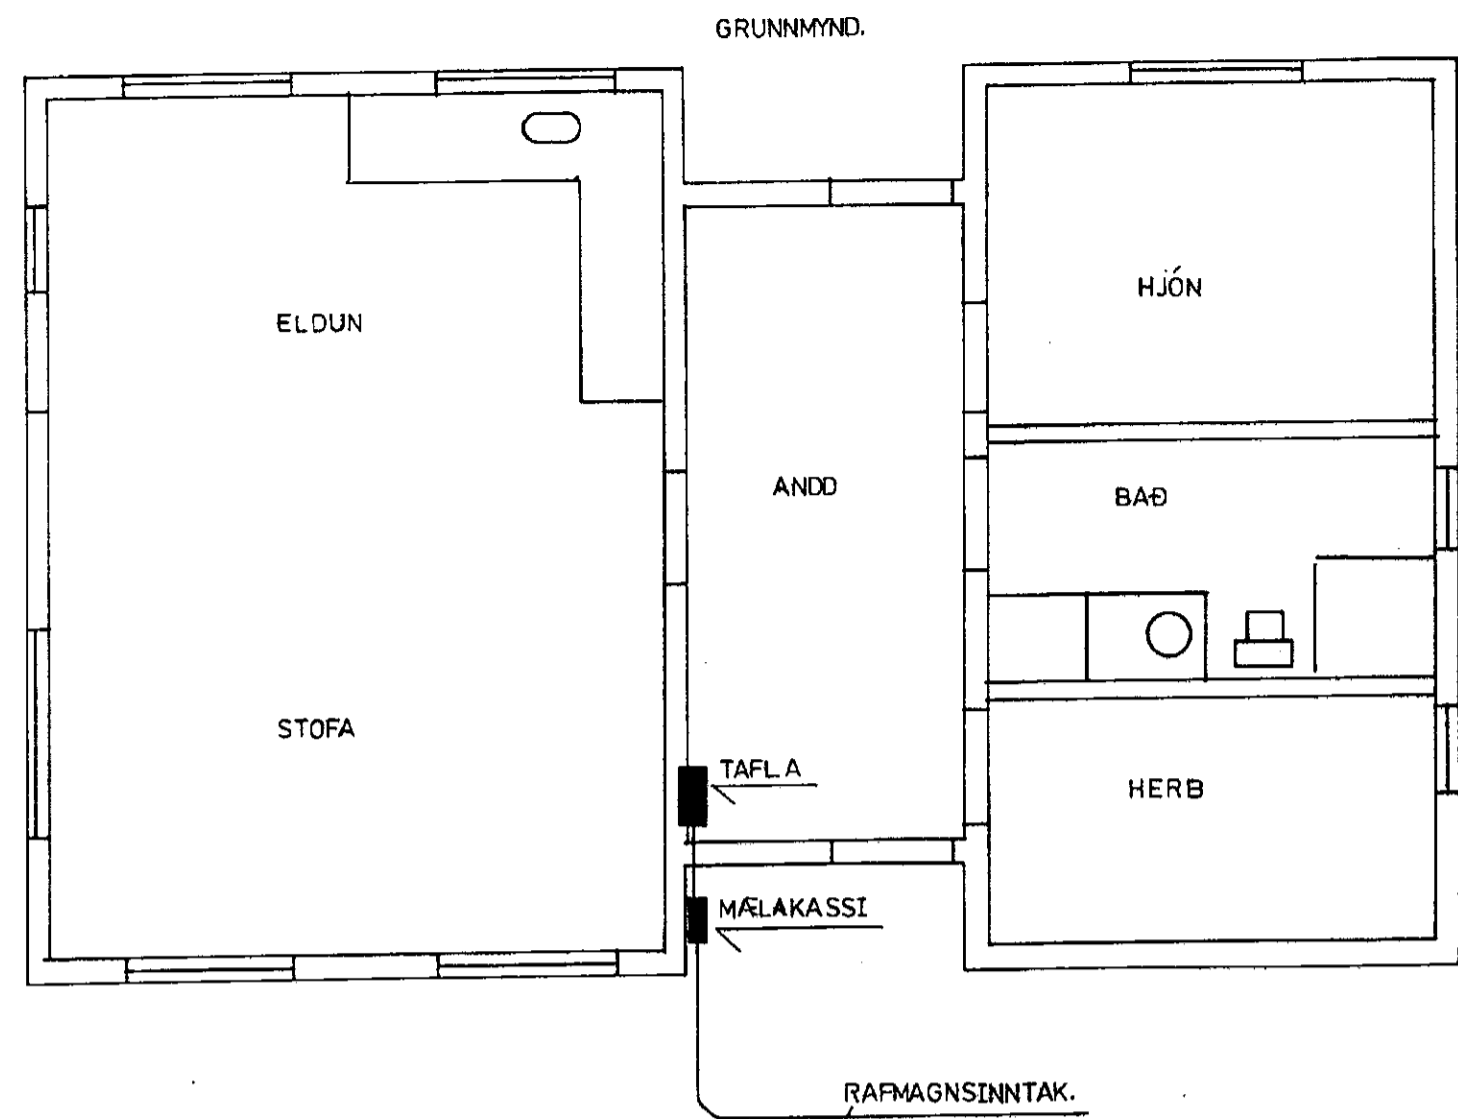 GRUNNMYND.
HJÓN
ELDUN
ANDD
BAÐ
STOFA
TAFLA
HERB
MÆLAKASSI
RAFMAGNSINNTAK.